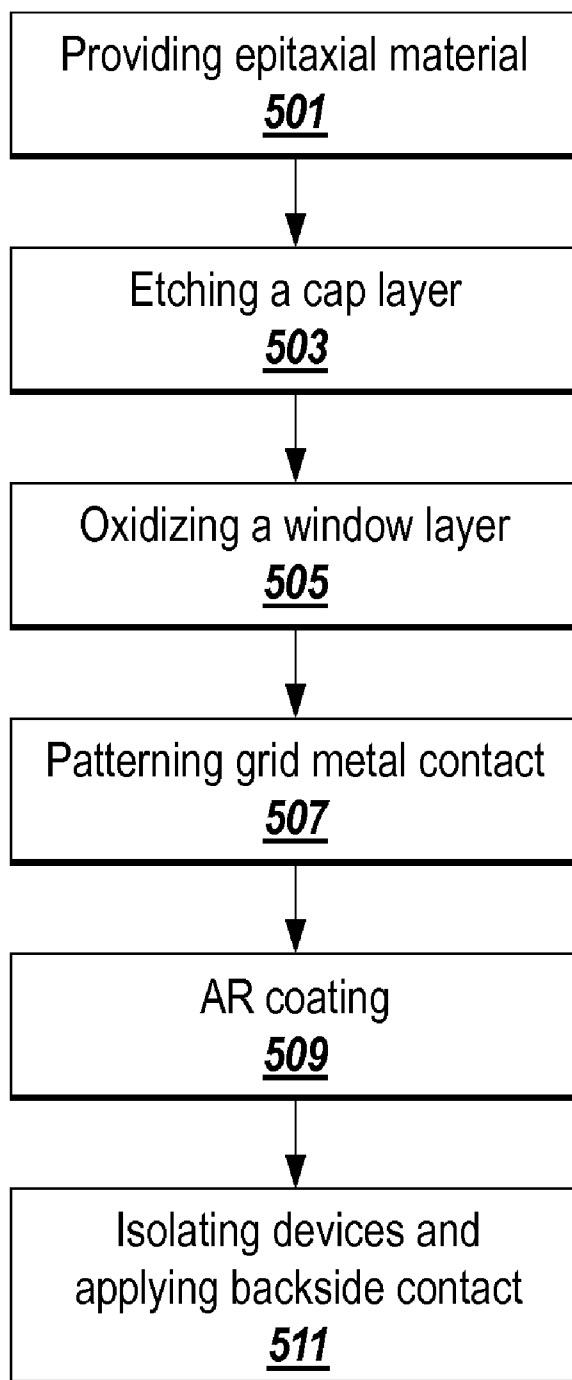 Providing epitaxial material
501
Etching a cap layer
503
Oxidizing a window layer
505
Patterning grid metal contact
507
AR coating
509
Isolating devices and
applying backside contact
511